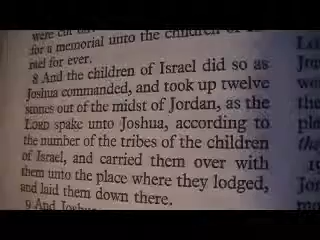 were cut
for a memorial unto the children of
rael for ever.
8 And the children of Israel did so as
Joshua commanded, and took up twelve
stones out of the midst of Jordan, as the
LORD spake unto Joshua, according to
the number of the tribes of the children
of Israel, and carried them over with
them unto the place where they lodged,
and laid them down there.
9 And Joshua